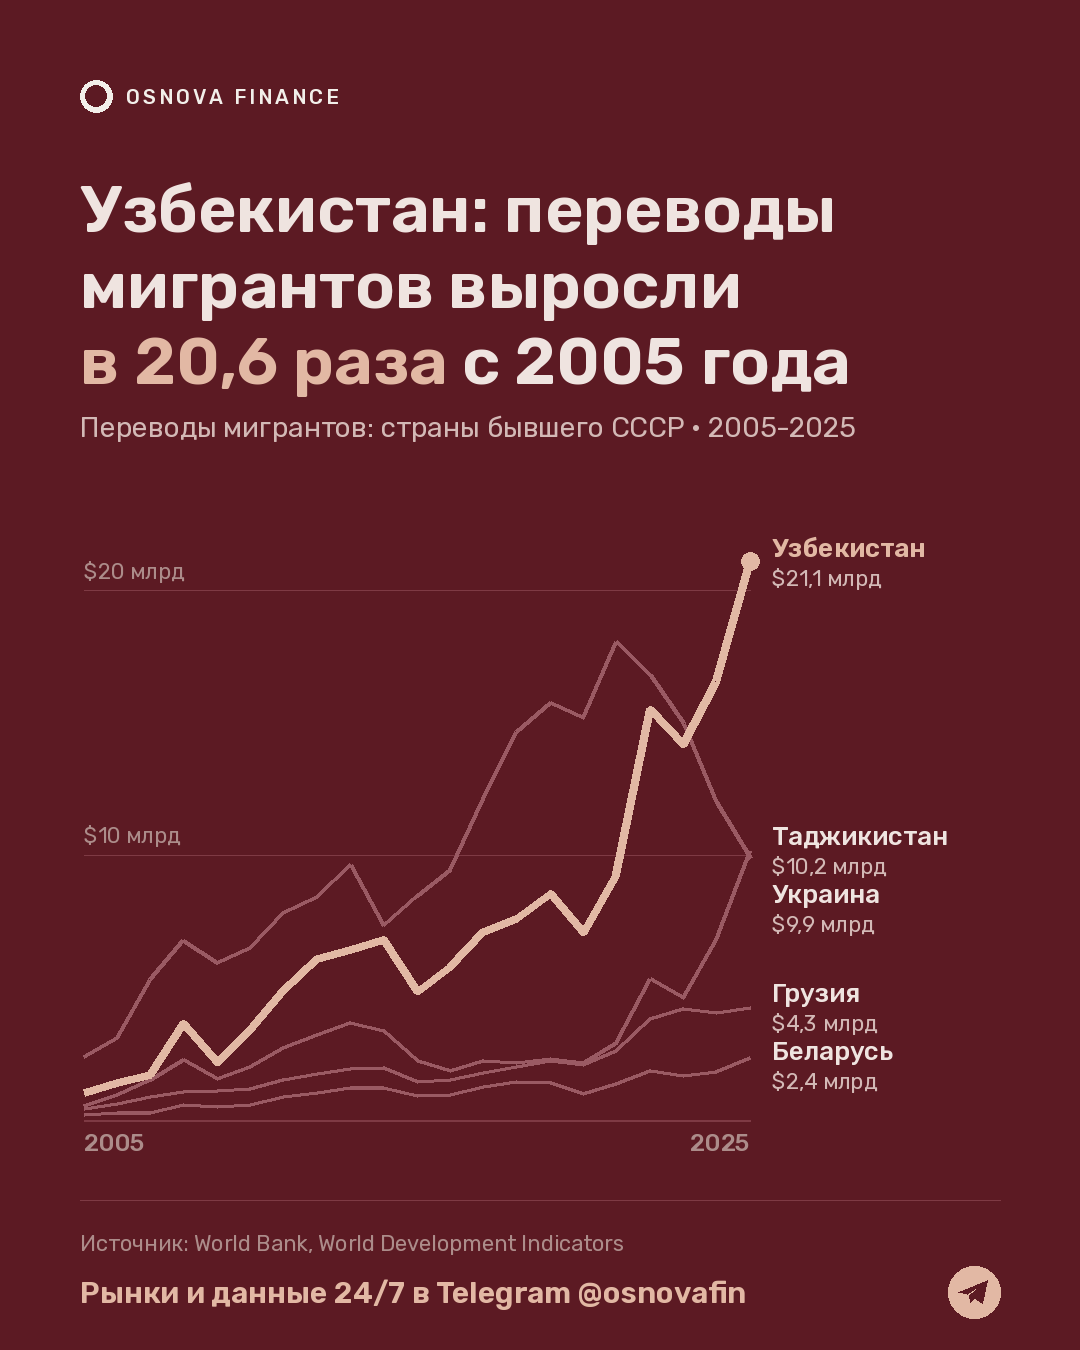 OSNOVA FINANCE
Узбекистан: переводы
мигрантов выросли
в 20,6 раза с 2005 года
Переводы мигрантов: страны бывшего СССР • 2005-2025
$20 млрд
$10 млрд
Узбекистан
$21,1 млрд
Таджикистан
$10,2 млрд
Украина
$9,9 млрд
Грузия
$4,3 млрд
Беларусь
$2,4 млрд
2005
2025
Источник: World Bank, World Development Indicators
Рынки и данные 24/7 в Telegram @osnovafin